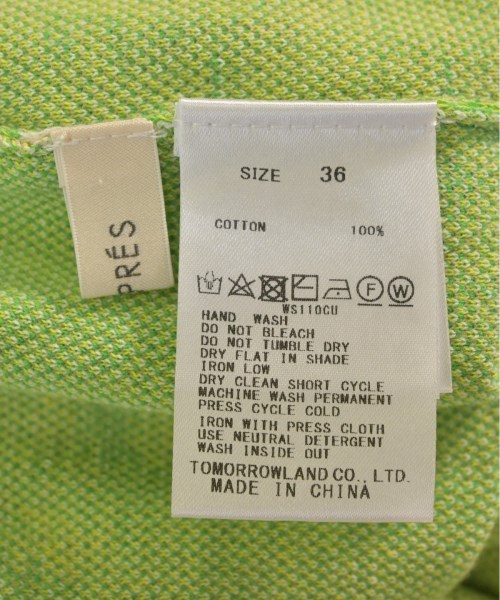 PRÉS
SIZE 36
COTTON 100%
F W
WS110CU
HAND WASH
DO NOT BLEACH
DO NOT TUMBLE DRY
DRY FLAT IN SHADE
IRON LOW
DRY CLEAN SHORT CYCLE
MACHINE WASH PERMANENT
PRESS CYCLE COLD
IRON WITH PRESS CLOTH
USE NEUTRAL DETERGENT
WASH INSIDE OUT
TOMORROWLAND CO., LTD.
MADE IN CHINA